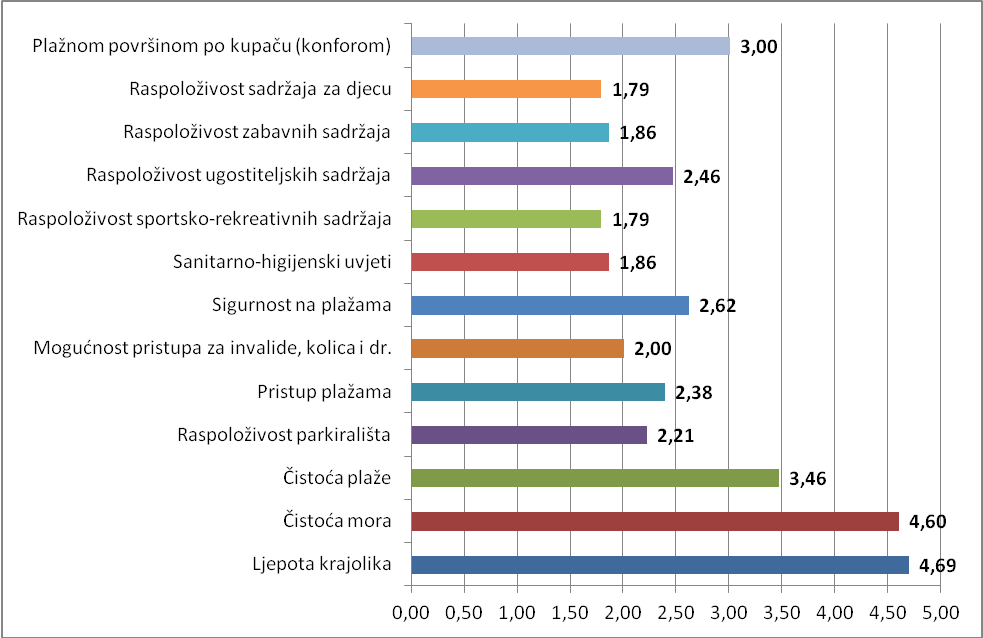 Plažnom površinom po kupaču (konforom) 3,00
Raspoloživost sadržaja za djecu 1,79
Raspoloživost zabavnih sadržaja 1,86
Raspoloživost ugostiteljskih sadržaja 2,46
Raspoloživost sportsko-rekreativnih sadržaja 1,79
Sanitarno-higijenski uvjeti 1,86
Sigurnost na plažama 2,62
Mogućnost pristupa za invalide, kolica i dr. 2,00
Pristup plažama 2,38
Raspoloživost parkirališta 2,21
Čistoća plaže 3,46
Čistoća mora 4,60
Ljepota krajolika 4,69
0,00 0,50 1,00 1,50 2,00 2,50 3,00 3,50 4,00 4,50 5,00